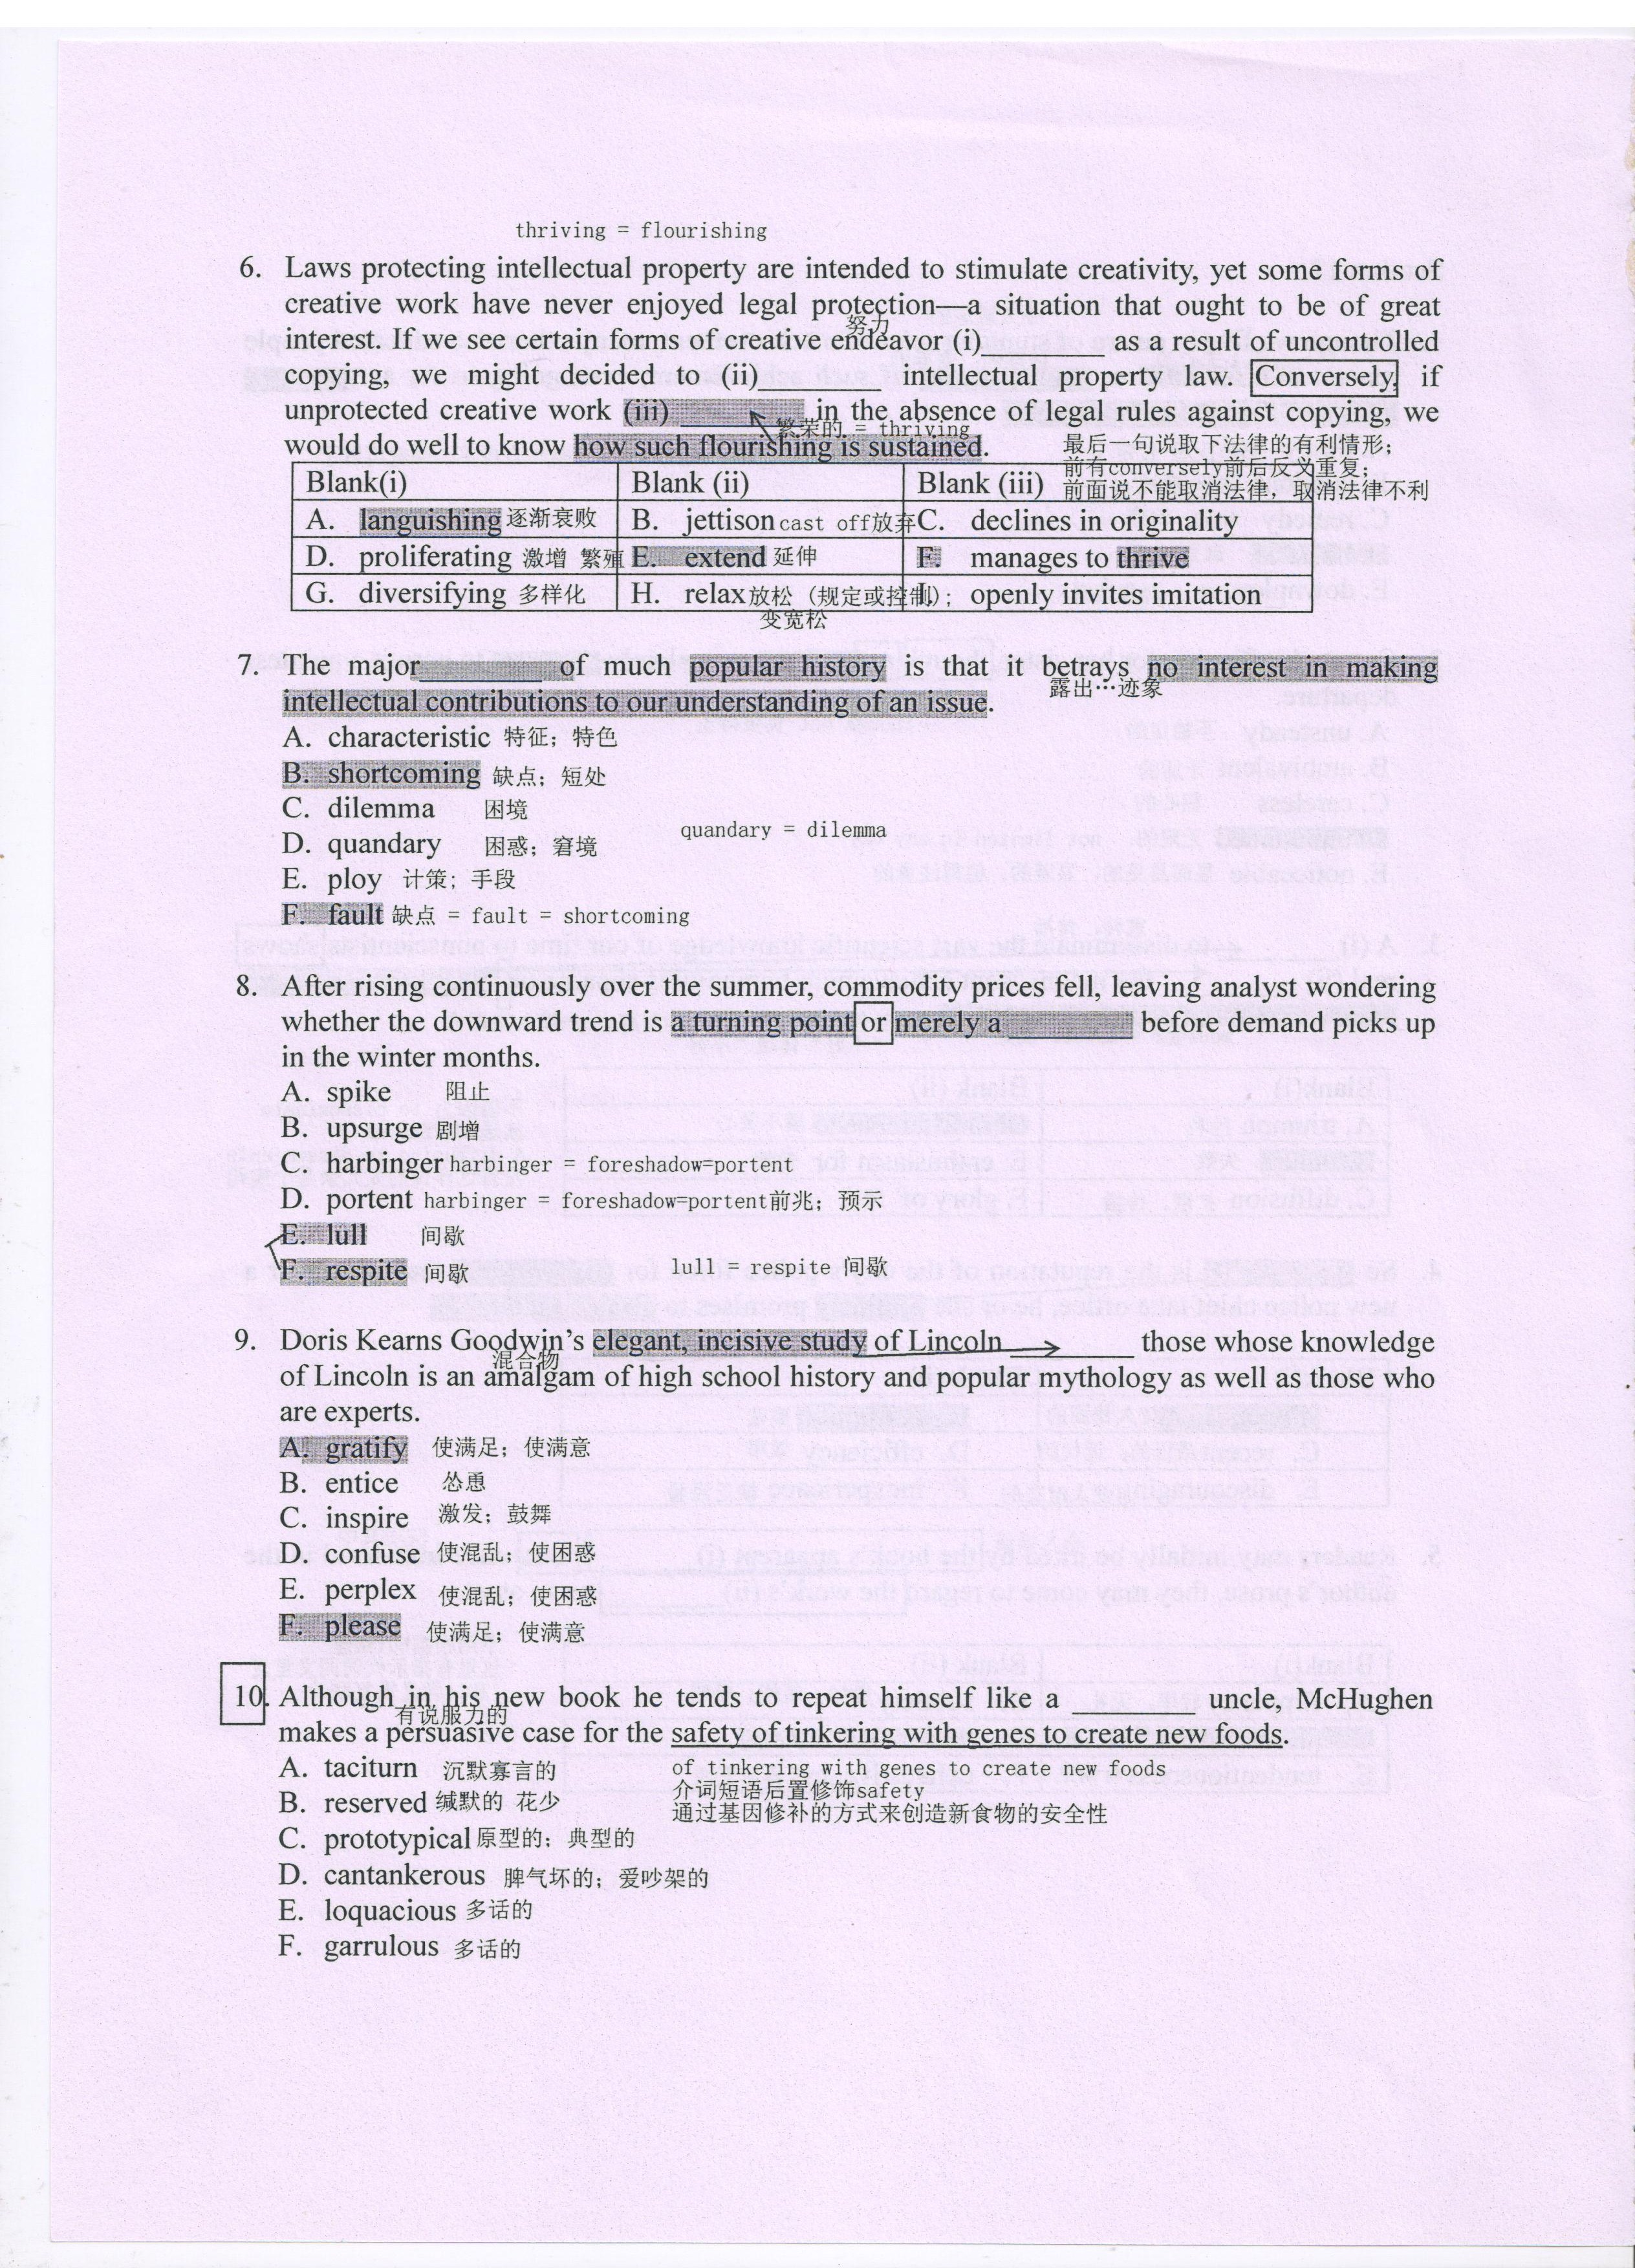 thriving = flourishing
6. Laws protecting intellectual property are intended to stimulate creativity, yet some forms of
creative work have never enjoyed legal protection—a situation that ought to be of great
努力
interest. If we see certain forms of creative endeavor (i)________ as a result of uncontrolled
copying, we might decided to (ii)________ intellectual property law. Conversely, if
unprotected creative work (iii) ________ in the absence of legal rules against copying, we
繁荣的 = thriving
would do well to know how such flourishing is sustained.
最后一句说取下法律的有利情形;
前有conversely前后反义重复;
前面说不能取消法律, 取消法律不利
Blank(i) Blank (ii) Blank (iii)
A. languishing 逐渐衰败 B. jettison cast off放弃 C. declines in originality
D. proliferating 激增 繁殖 E. extend 延伸 F. manages to thrive
G. diversifying 多样化 H. relax放松 (规定或控制); I. openly invites imitation
变宽松
7. The major________ of much popular history is that it betrays no interest in making
露出…迹象
intellectual contributions to our understanding of an issue.
A. characteristic 特征; 特色
B. shortcoming 缺点; 短处
C. dilemma 困境
quandary = dilemma
D. quandary 困惑; 窘境
E. ploy 计策; 手段
F. fault 缺点 = fault = shortcoming
8. After rising continuously over the summer, commodity prices fell, leaving analyst wondering
whether the downward trend is a turning point or merely a________ before demand picks up
in the winter months.
A. spike 阻止
B. upsurge 剧增
C. harbinger harbinger = foreshadow=portent
D. portent harbinger = foreshadow=portent前兆; 预示
E. lull 间歇
F. respite 间歇 lull = respite 间歇
9. Doris Kearns Goodwin's elegant, incisive study of Lincoln ________ those whose knowledge
混合物
of Lincoln is an amalgam of high school history and popular mythology as well as those who
are experts.
A. gratify 使满足; 使满意
B. entice 怂恿
C. inspire 激发; 鼓舞
D. confuse 使混乱; 使困惑
E. perplex 使混乱; 使困惑
F. please 使满足; 使满意
10. Although in his new book he tends to repeat himself like a ________ uncle, McHughen
有说服力的
makes a persuasive case for the safety of tinkering with genes to create new foods.
A. taciturn 沉默寡言的 of tinkering with genes to create new foods
介词短语后置修饰safety
B. reserved 缄默的 花少 通过基因修补的方式来创造新食物的安全性
C. prototypical 原型的; 典型的
D. cantankerous 脾气坏的; 爱吵架的
E. loquacious 多话的
F. garrulous 多话的